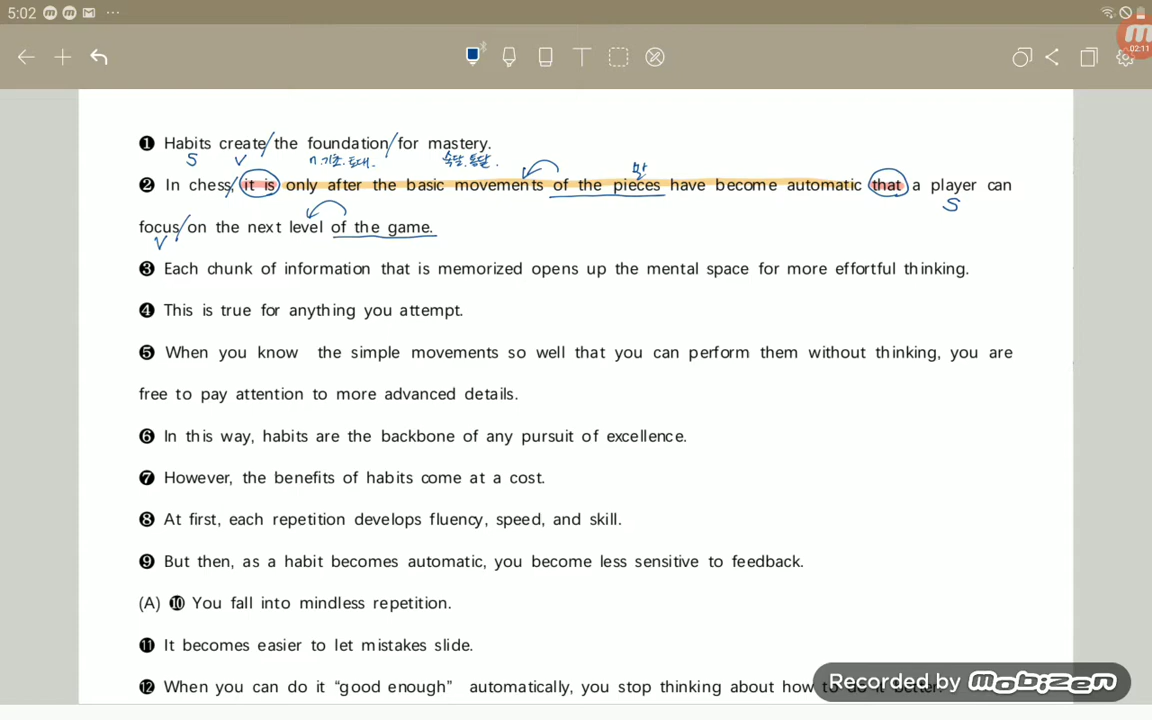 5:02
02:11
❶ Habits create/the foundation/for mastery.
S V n.기초.토대. 숙달.통달.
말
❷ In chess/ it is only after the basic movements of the pieces have become automatic that a player can
S
focus/on the next level of the game.
V
❸ Each chunk of information that is memorized opens up the mental space for more effortful thinking.
❹ This is true for anything you attempt.
❺ When you know the simple movements so well that you can perform them without thinking, you are
free to pay attention to more advanced details.
❻ In this way, habits are the backbone of any pursuit of excellence.
❼ However, the benefits of habits come at a cost.
❽ At first, each repetition develops fluency, speed, and skill.
❾ But then, as a habit becomes automatic, you become less sensitive to feedback.
(A) ❿ You fall into mindless repetition.
⓫ It becomes easier to let mistakes slide.
⓬ When you can do it “good enough” automatically, you stop thinking about how to do it better.
Recorded by mobizen